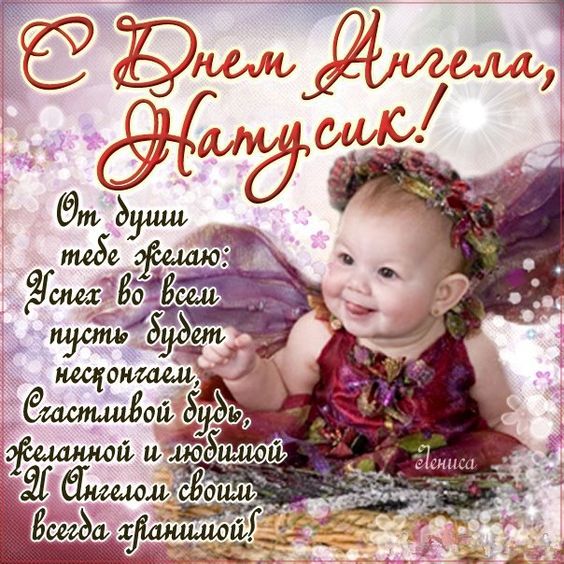 С Днем Ангела,
Натусик!
От души
тебе желаю:
Успех во всем
пусть будет
нескончаем,
Счастливой будь,
желанной и любимой
И Ангелом своим
всегда хранимой!
Лениса